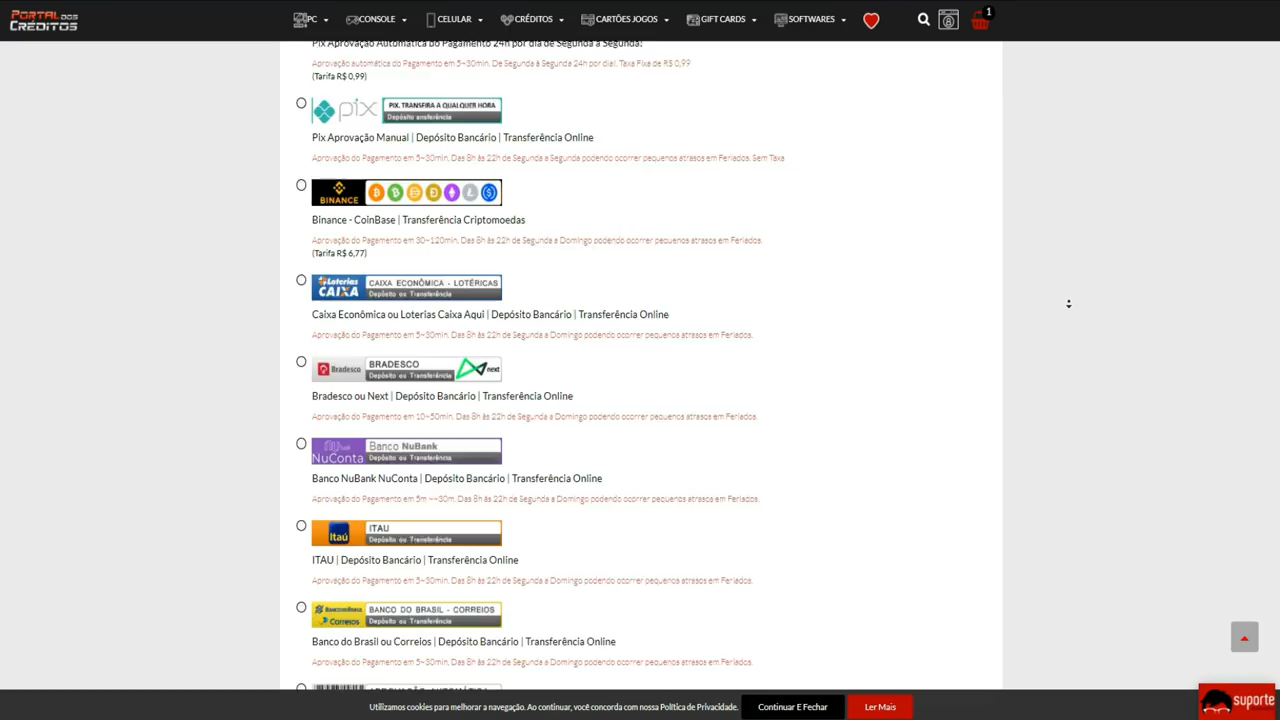 PORTAL DOS CRÉDITOS
PC
CONSOLE
CELULAR
CRÉDITOS
CARTÕES JOGOS
GIFT CARDS
SOFTWARES
1
Pix Aprovação Automática do Pagamento 24h por dia de Segunda a Segunda!
Aprovação automática do Pagamento em 5~30min. De Segunda à Segunda 24h por dia!. Taxa Fixa de R$ 0,99
(Tarifa R$ 0,99)
pix
PIX. TRANSFIRA A QUALQUER HORA
Pix Aprovação Manual | Depósito Bancário | Transferência Online
Aprovação do Pagamento em 5~30min. Das 8h às 22h de Segunda a Segunda podendo ocorrer pequenos atrasos em Feriados. Sem Taxa
BINANCE
Binance - CoinBase | Transferência Criptomoedas
Aprovação do Pagamento em 30~120min. Das 8h às 22h de Segunda a Domingo podendo ocorrer pequenos atrasos em Feriados.
(Tarifa R$ 6,77)
Loterias CAIXA
CAIXA ECONÔMICA - LOTÉRICAS
Depósito ou Transferência
Caixa Econômica ou Loterias Caixa Aqui | Depósito Bancário | Transferência Online
Aprovação do Pagamento em 5~30min. Das 8h às 22h de Segunda a Domingo podendo ocorrer pequenos atrasos em Feriados.
Bradesco
BRADESCO
Depósito ou Transferência
next
Bradesco ou Next | Depósito Bancário | Transferência Online
Aprovação do Pagamento em 10~50min. Das 8h às 22h de Segunda a Domingo podendo ocorrer pequenos atrasos em Feriados.
NuConta
Banco NuBank
Depósito ou Transferência
Banco NuBank NuConta | Depósito Bancário | Transferência Online
Aprovação do Pagamento em 5m ~~30m. Das 8h às 22h de Segunda a Domingo podendo ocorrer pequenos atrasos em Feriados.
Itaú
ITAU
Depósito ou Transferência
ITAU | Depósito Bancário | Transferência Online
Aprovação do Pagamento em 5~30min. Das 8h às 22h de Segunda a Domingo podendo ocorrer pequenos atrasos em Feriados.
Correios
BANCO DO BRASIL - CORREIOS
Depósito ou Transferência
Banco do Brasil ou Correios | Depósito Bancário | Transferência Online
Aprovação do Pagamento em 5~30min. Das 8h às 22h de Segunda a Domingo podendo ocorrer pequenos atrasos em Feriados.
Utilizamos cookies para melhorar a navegação. Ao continuar, você concorda com nossa Política de Privacidade.
Continuar E Fechar
Ler Mais
suporte